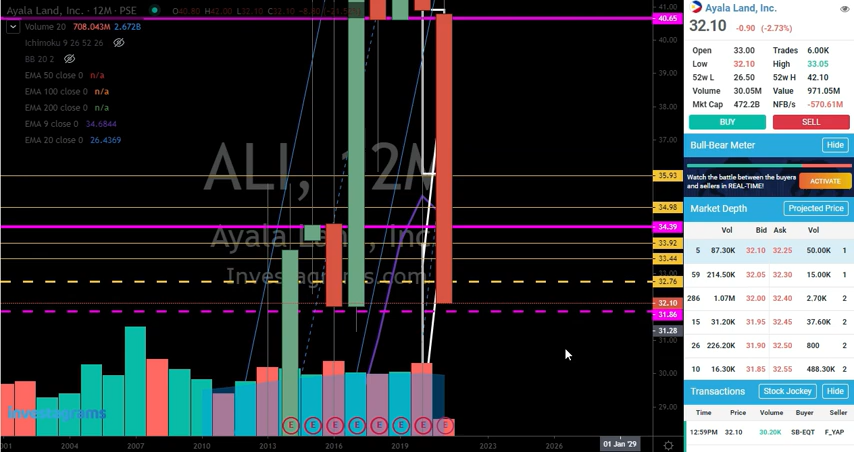 Ayala Land, Inc. · 12M · PSE O40.80 H42.00 L32.10 C32.10
Volume 20 708.043M 2.672B
Ichimoku 9 26 52 26
BB 20 2
EMA 50 close 0 n/a
EMA 100 close 0 n/a
EMA 200 close 0 n/a
EMA 9 close 0 34.6844
EMA 20 close 0 26.4369
ALI, 12M
Ayala Land, Inc.
Investagrams.com
investagrams
41.00
40.65
40.00
39.00
38.00
37.00
35.93
34.98
34.39
33.92
33.44
32.76
32.10
31.86
31.28
30.00
29.00
E E E E E E E E
2001 2004 2007 2010 2013 2016 2019 2023 2026 01 Jan '29
Ayala Land, Inc.
32.10 -0.90 (-2.73%)
Open 33.00 Trades 6.00K
Low 32.10 High 33.05
52w L 26.50 52w H 42.10
Volume 30.05M Value 971.05M
Mkt Cap 472.2B NFB/s -570.61M
BUY SELL
Bull-Bear Meter Hide
Watch the battle between the buyers
and sellers in REAL-TIME!
ACTIVATE
Market Depth Projected Price
Vol Bid Ask Vol
5 87.30K 32.10 32.25 50.00K 1
59 214.50K 32.05 32.30 15.00K 1
286 1.07M 32.00 32.40 2.70K 2
15 31.20K 31.95 32.45 37.60K 2
26 226.20K 31.90 32.50 800 2
10 16.30K 31.85 32.55 488.30K 2
Transactions Stock Jockey Hide
Time Price Volume Buyer Seller
12:59PM 32.10 30.20K SB-EQT F_YAP